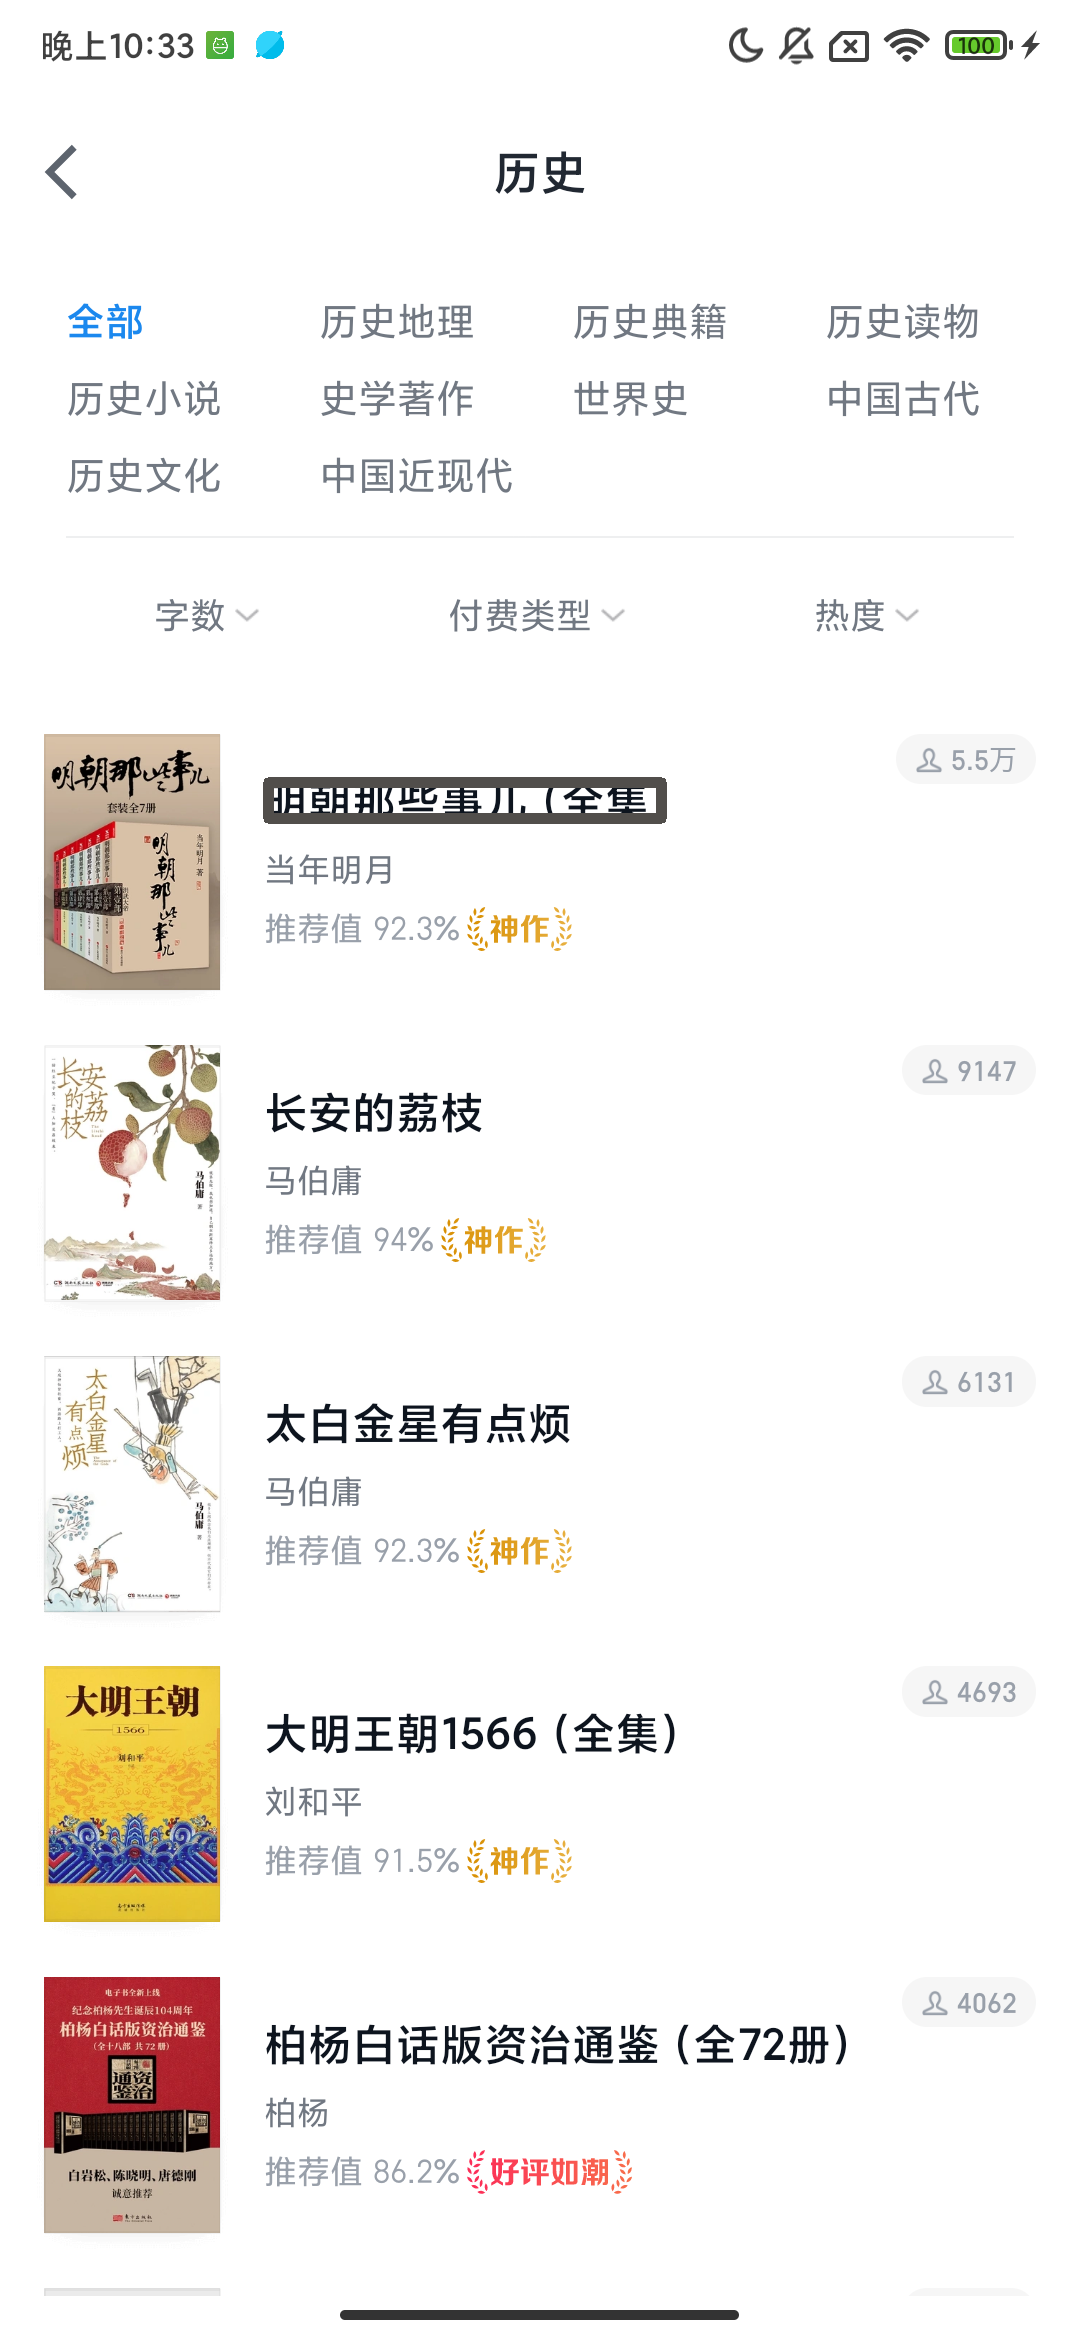 晚上10:33
100
历史
全部 历史地理 历史典籍 历史读物
历史小说 史学著作 世界史 中国古代
历史文化 中国近现代
字数 付费类型 热度
明朝那些事儿
套装全7册
明朝那些事儿
当年明月 著
5.5万
明朝那些事儿（全集
当年明月
推荐值 92.3% 神作
长安的荔枝
马伯庸 著
9147
长安的荔枝
马伯庸
推荐值 94% 神作
太白金星有点烦
马伯庸 著
6131
太白金星有点烦
马伯庸
推荐值 92.3% 神作
大明王朝
1566
刘和平
4693
大明王朝1566（全集）
刘和平
推荐值 91.5% 神作
电子书全新上线
纪念柏杨先生诞辰104周年
柏杨白话版资治通鉴
（全十八部 共72册）
资治通鉴
白岩松、陈晓明、唐德刚
诚意推荐
4062
柏杨白话版资治通鉴（全72册）
柏杨
推荐值 86.2% 好评如潮